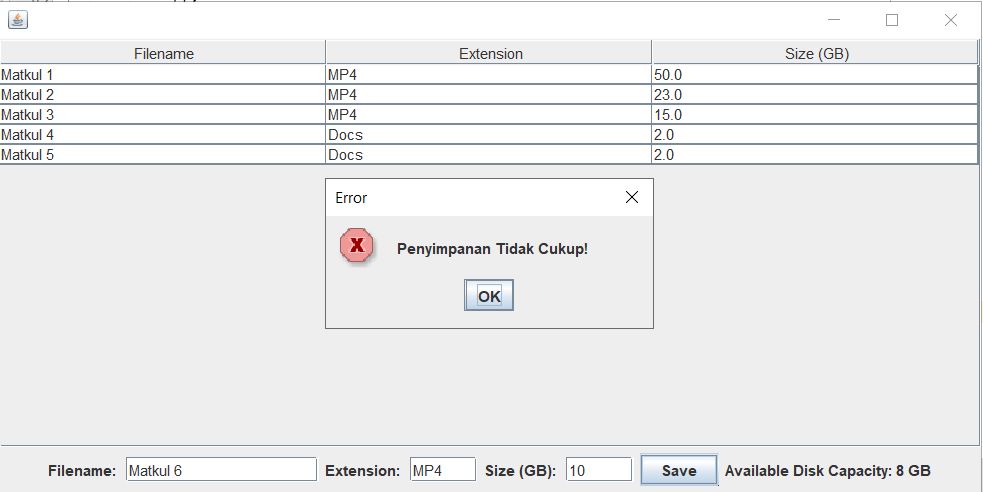 Filename Extension Size (GB)
Matkul 1 MP4 50.0
Matkul 2 MP4 23.0
Matkul 3 MP4 15.0
Matkul 4 Docs 2.0
Matkul 5 Docs 2.0
Error
Penyimpanan Tidak Cukup!
OK
Filename: Matkul 6 Extension: MP4 Size (GB): 10 Save Available Disk Capacity: 8 GB